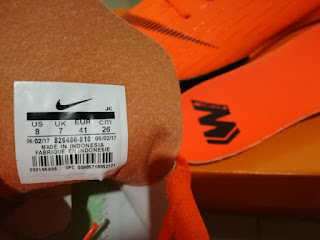 JC
US UK EUR cm
8 7 41 26
06/02/17 826486-810 06/02/17
MADE IN INDONESIA
FABRIQUE EN INDONESIE
UPC